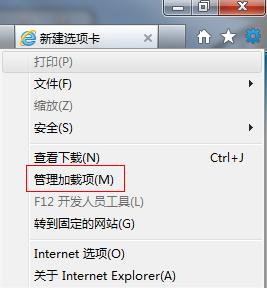 新建选项卡
打印(P)
文件(F)
缩放(Z)
安全(S)
查看下载(N) Ctrl+J
管理加载项(M)
F12 开发人员工具(L)
转到固定的网站(G)
Internet 选项(O)
关于 Internet Explorer(A)